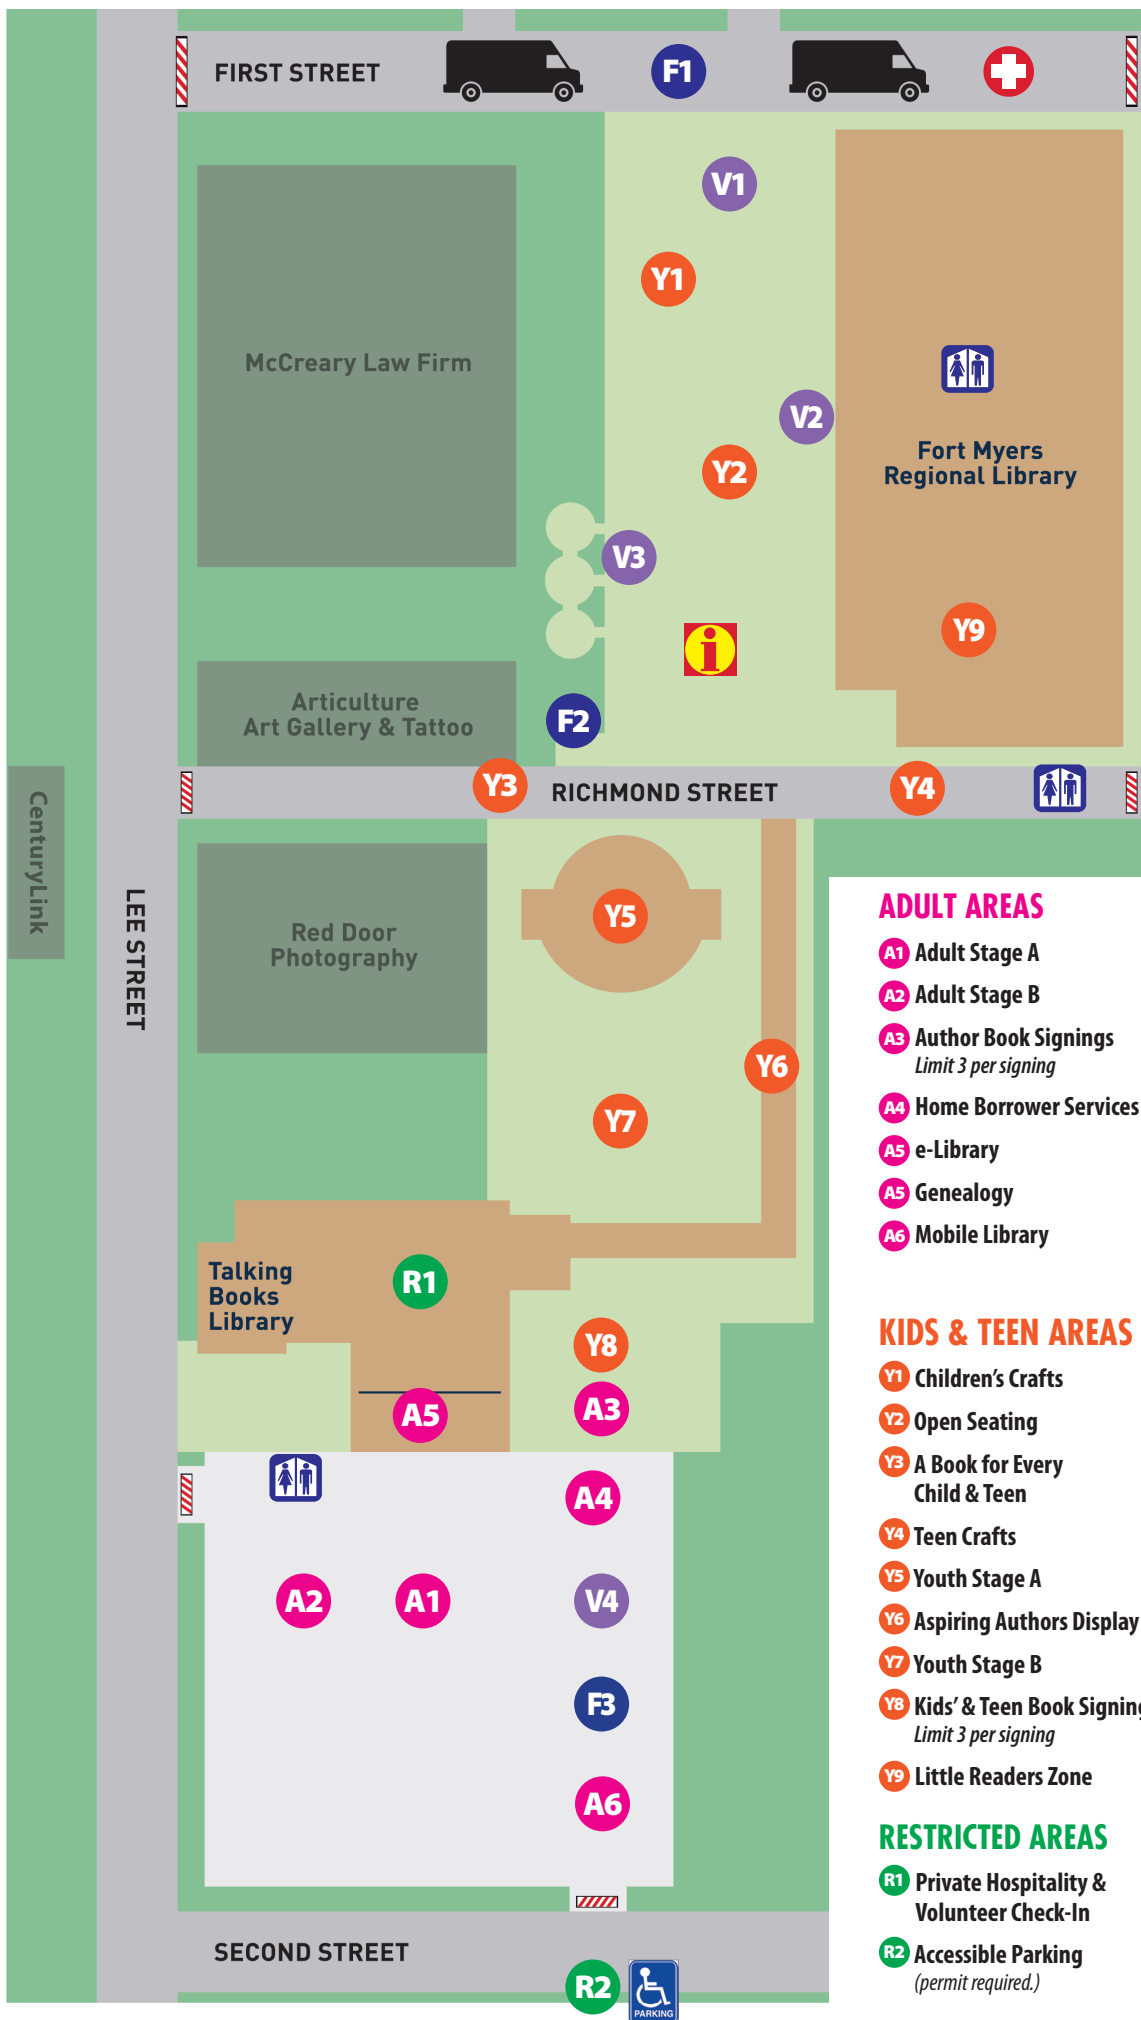 FIRST STREET
F1
V1
Y1
McCreary Law Firm
V2
Fort Myers
Regional Library
Y2
V3
Y9
i
Articulture
Art Gallery & Tattoo
F2
Y3
RICHMOND STREET
Y4
CenturyLink
LEE STREET
Red Door
Photography
Y5
Y6
Y7
Talking
Books
Library
R1
Y8
A5
A3
A4
A2
A1
V4
F3
A6
SECOND STREET
R2
PARKING
ADULT AREAS
A1 Adult Stage A
A2 Adult Stage B
A3 Author Book Signings
Limit 3 per signing
A4 Home Borrower Services
A5 e-Library
A5 Genealogy
A6 Mobile Library
KIDS & TEEN AREAS
Y1 Children's Crafts
Y2 Open Seating
Y3 A Book for Every
Child & Teen
Y4 Teen Crafts
Y5 Youth Stage A
Y6 Aspiring Authors Display
Y7 Youth Stage B
Y8 Kids' & Teen Book Signing
Limit 3 per signing
Y9 Little Readers Zone
RESTRICTED AREAS
R1 Private Hospitality &
Volunteer Check-In
R2 Accessible Parking
(permit required.)